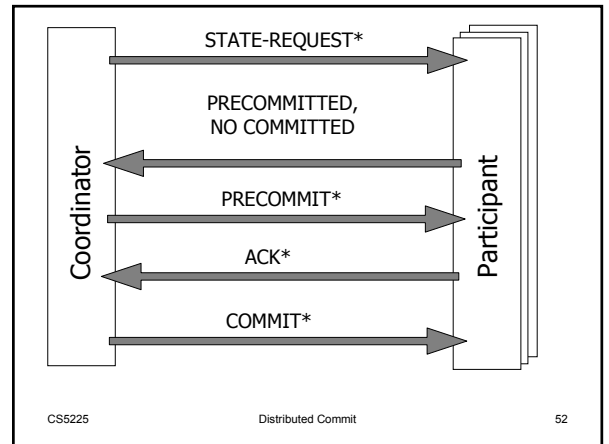 STATE-REQUEST*
PRECOMMITTED,
NO COMMITTED
Coordinator
PRECOMMIT*
Participant
ACK*
COMMIT*
CS5225 Distributed Commit 52